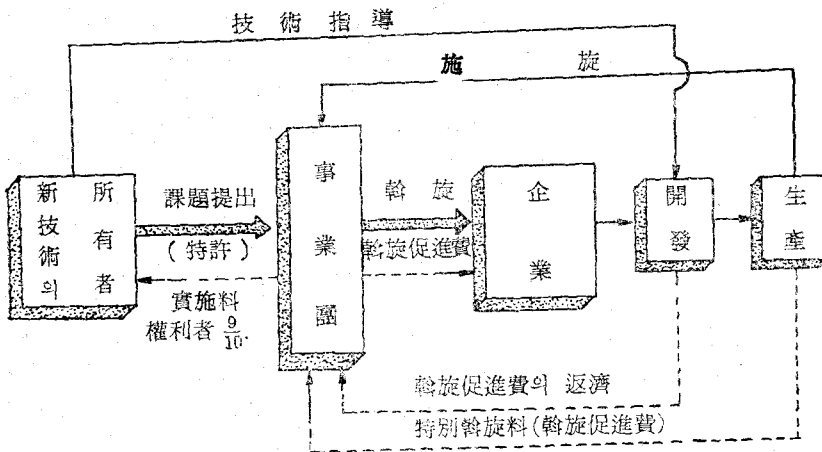 技術指導
施旋
新技術의
所有者
課題提出
(特許)
實施料
權利者 9/10.
事業團
斡旋
斡旋促進費
企業
開發
生產
斡旋促進費의 返濟
特別斡旋料(斡旋促進費)